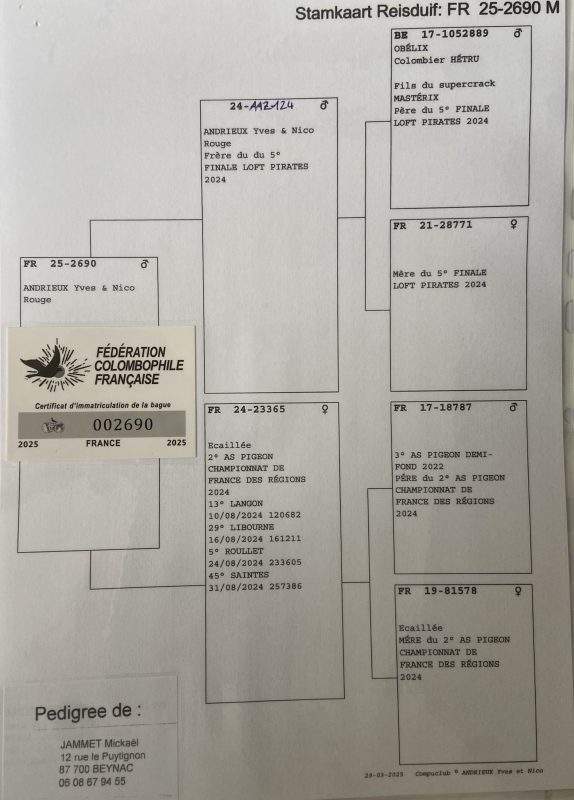 Stamkaart Reisduif: FR 25-2690 M
BE 17-1052889 ♂
OBÉLIX
Colombier HÉTRU
Fils du supercrack
MASTÉRIX
Père du 5° FINALE
LOFT PIRATES 2024
24-112124 ♂
ANDRIEUX Yves & Nico
Rouge
Frère du du 5°
FINALE LOFT PIRATES
2024
FR 21-28771 ♀
Mère du 5° FINALE
LOFT PIRATES 2024
FR 25-2690 ♂
ANDRIEUX Yves & Nico
Rouge
FÉDÉRATION
COLOMBOPHILE
FRANÇAISE
Certificat d'immatriculation de la bague
002690
2025 FRANCE 2025
FR 24-23365 ♀
Ecaillée
2° AS PIGEON
CHAMPIONNAT DE
FRANCE DES RÉGIONS
2024
13° LANGON
10/08/2024 120682
29° LIBOURNE
16/08/2024 161211
5° ROULLET
24/08/2024 233605
45° SAINTES
31/08/2024 257386
FR 17-18787 ♂
3° AS PIGEON DEMI-
FOND 2022
PÈRE du 2° AS PIGEON
CHAMPIONNAT DE
FRANCE DES RÉGIONS
2024
FR 19-81578 ♀
Ecaillée
MÈRE du 2° AS PIGEON
CHAMPIONNAT DE
FRANCE DES RÉGIONS
2024
Pedigree de :
JAMMET Mickaël
12 rue le Puytignon
87 700 BEYNAC
06 08 67 94 55
29-03-2025 Compuclub © ANDRIEUX Yves et Nico